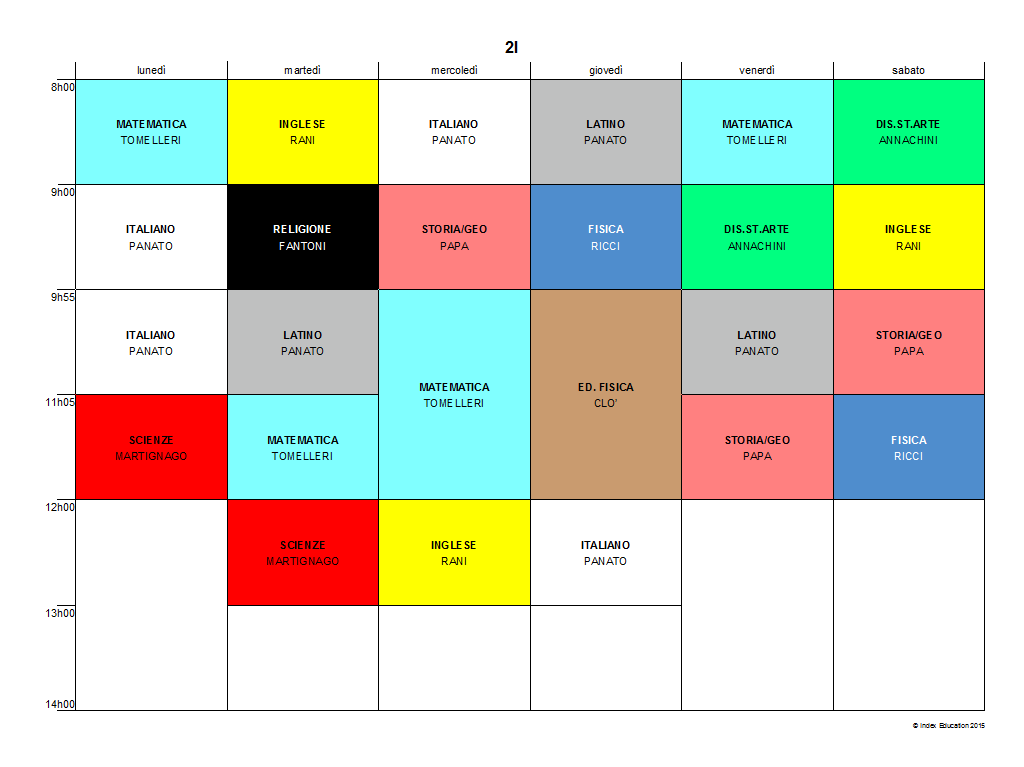 2I
lunedì martedì mercoledì giovedì venerdì sabato
8h00
MATEMATICA INGLESE ITALIANO LATINO MATEMATICA DIS.ST.ARTE
TOMELLERI RANI PANATO PANATO TOMELLERI ANNACHINI
9h00
ITALIANO RELIGIONE STORIA/GEO FISICA DIS.ST.ARTE INGLESE
PANATO FANTONI PAPA RICCI ANNACHINI RANI
9h55
ITALIANO LATINO LATINO STORIA/GEO
PANATO PANATO PANATO PAPA
MATEMATICA ED. FISICA
TOMELLERI CLO'
11h05
SCIENZE MATEMATICA STORIA/GEO FISICA
MARTIGNAGO TOMELLERI PAPA RICCI
12h00
SCIENZE INGLESE ITALIANO
MARTIGNAGO RANI PANATO
13h00
14h00
© Index Education 2015